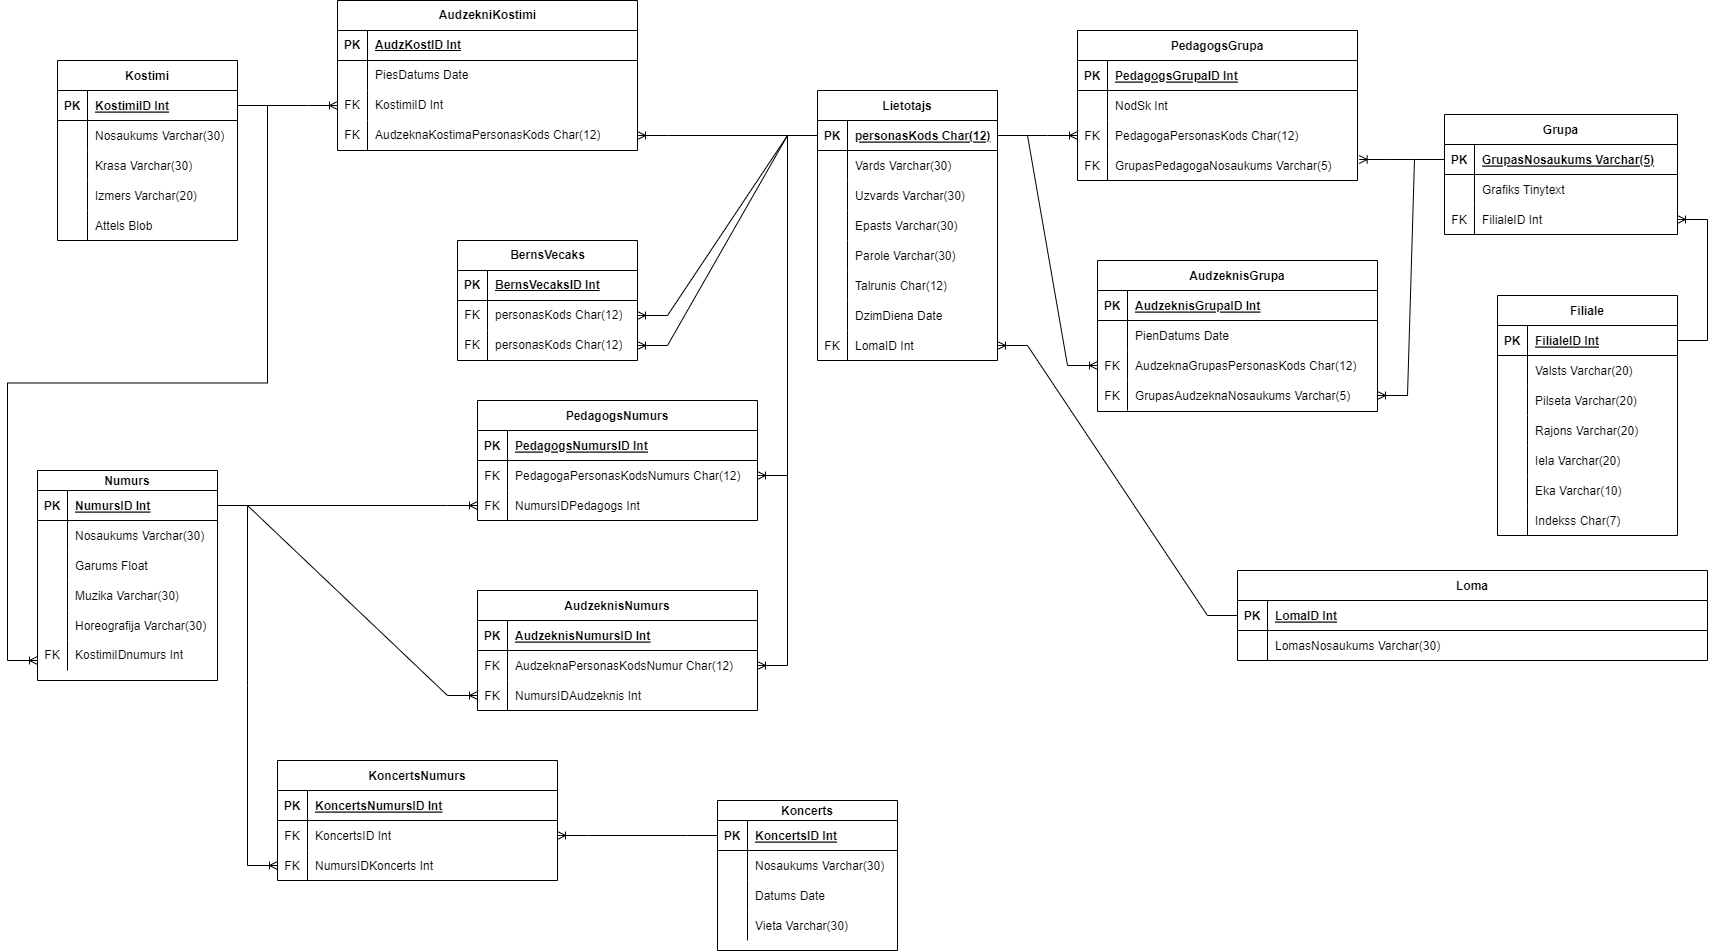 AudzekniKostimi
PK AudzKostID Int
PiesDatums Date
FK KostimiID Int
FK AudzeknaKostimaPersonasKods Char(12)
Kostimi
PK KostimiID Int
Nosaukums Varchar(30)
Krasa Varchar(30)
Izmers Varchar(20)
Attels Blob
BernsVecaks
PK BernsVecaksID Int
FK personasKods Char(12)
FK personasKods Char(12)
Lietotajs
PK personasKods Char(12)
Vards Varchar(30)
Uzvards Varchar(30)
Epasts Varchar(30)
Parole Varchar(30)
Talrunis Char(12)
DzimDiena Date
FK LomaID Int
PedagogsGrupa
PK PedagogsGrupaID Int
NodSk Int
FK PedagogaPersonasKods Char(12)
FK GrupasPedagogaNosaukums Varchar(5)
Grupa
PK GrupasNosaukums Varchar(5)
Grafiks Tinytext
FK FilialeID Int
AudzeknisGrupa
PK AudzeknisGrupaID Int
PienDatums Date
FK AudzeknaGrupasPersonasKods Char(12)
FK GrupasAudzeknaNosaukums Varchar(5)
Filiale
PK FilialeID Int
Valsts Varchar(20)
Pilseta Varchar(20)
Rajons Varchar(20)
Iela Varchar(20)
Eka Varchar(10)
Indekss Char(7)
PedagogsNumurs
PK PedagogsNumursID Int
FK PedagogaPersonasKodsNumurs Char(12)
FK NumursIDPedagogs Int
Numurs
PK NumursID Int
Nosaukums Varchar(30)
Garums Float
Muzika Varchar(30)
Horeografija Varchar(30)
FK KostimiIDnumurs Int
AudzeknisNumurs
PK AudzeknisNumursID Int
FK AudzeknaPersonasKodsNumur Char(12)
FK NumursIDAudzeknis Int
Loma
PK LomaID Int
LomasNosaukums Varchar(30)
KoncertsNumurs
PK KoncertsNumursID Int
FK KoncertsID Int
FK NumursIDKoncerts Int
Koncerts
PK KoncertsID Int
Nosaukums Varchar(30)
Datums Date
Vieta Varchar(30)